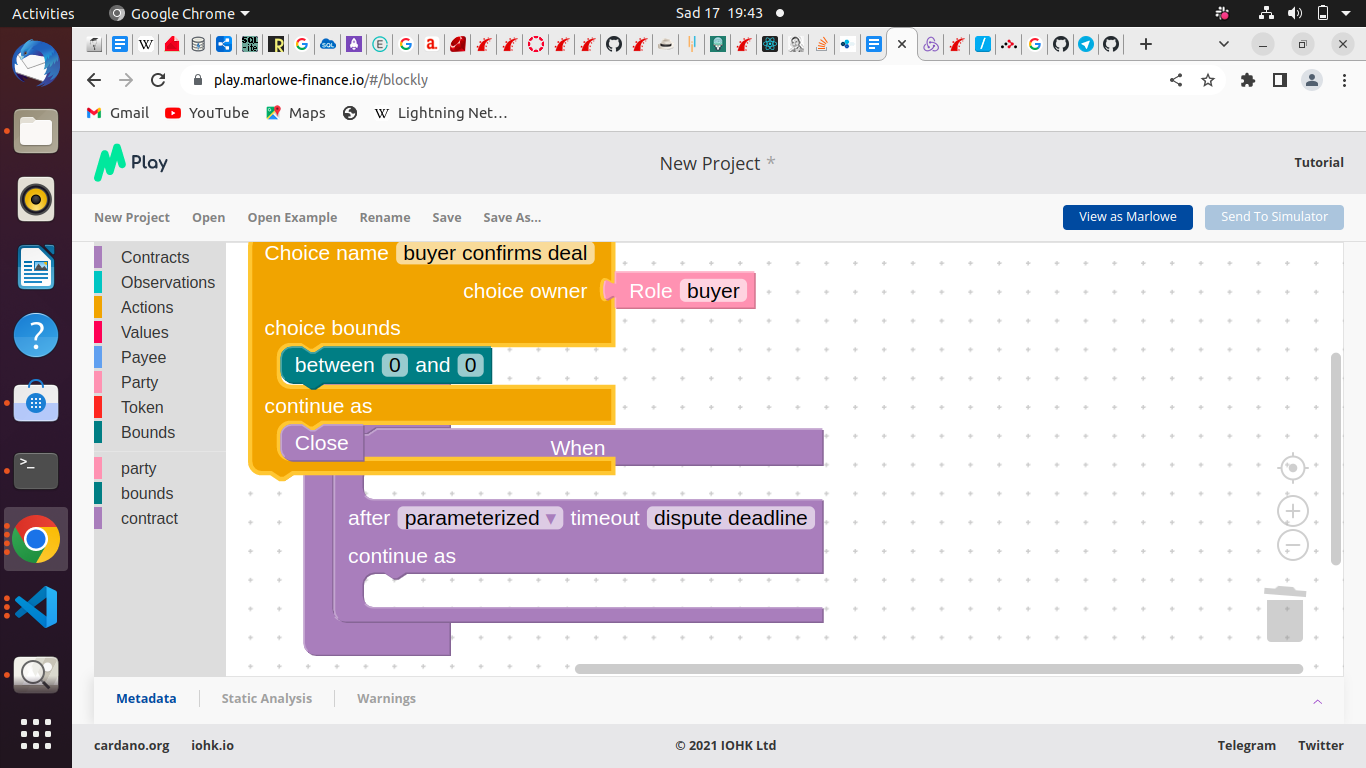 Activities
Google Chrome
Sad 17 19:43
play.marlowe-finance.io/#/blockly
Gmail
YouTube
Maps
Lightning Net…
Play
New Project *
Tutorial
New Project
Open
Open Example
Rename
Save
Save As...
View as Marlowe
Send To Simulator
Contracts
Observations
Actions
Values
Payee
Party
Token
Bounds
party
bounds
contract
Choice name buyer confirms deal
choice owner
Role buyer
choice bounds
between 0 and 0
continue as
Close
When
after parameterized ▾ timeout dispute deadline
continue as
Metadata
Static Analysis
Warnings
cardano.org
iohk.io
© 2021 IOHK Ltd
Telegram
Twitter